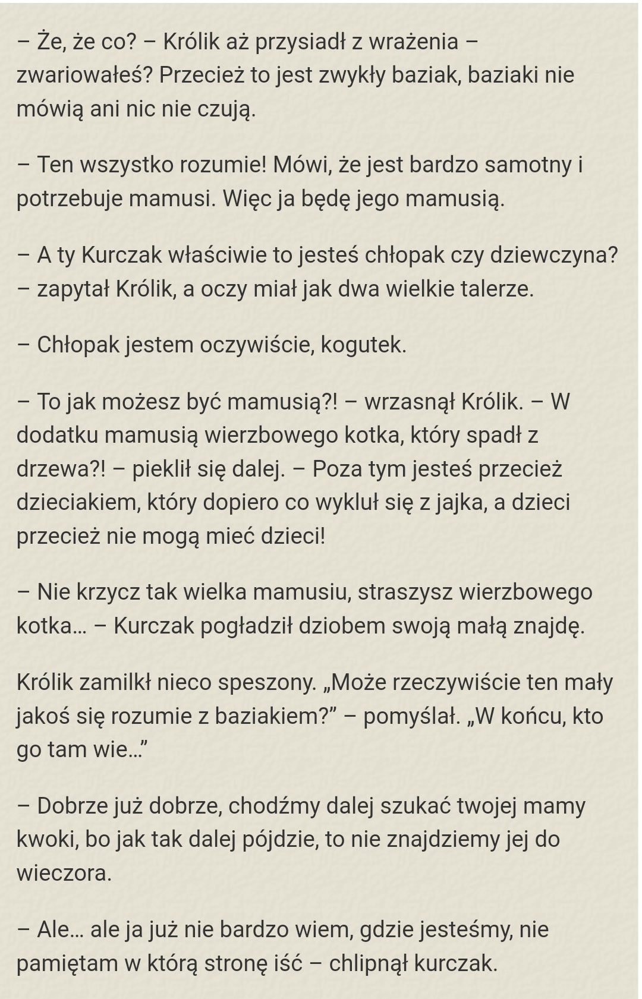 – Że, że co? – Królik aż przysiadł z wrażenia –
zwariowałeś? Przecież to jest zwykły baziak, baziaki nie
mówią ani nic nie czują.
– Ten wszystko rozumie! Mówi, że jest bardzo samotny i
potrzebuje mamusi. Więc ja będę jego mamusią.
– A ty Kurczak właściwie to jesteś chłopak czy dziewczyna?
– zapytał Królik, a oczy miał jak dwa wielkie talerze.
– Chłopak jestem oczywiście, kogutek.
– To jak możesz być mamusią?! – wrzasnął Królik. – W
dodatku mamusią wierzbowego kotka, który spadł z
drzewa?! – pieklił się dalej. – Poza tym jesteś przecież
dzieciakiem, który dopiero co wykluł się z jajka, a dzieci
przecież nie mogą mieć dzieci!
– Nie krzycz tak wielka mamusiu, straszysz wierzbowego
kotka… – Kurczak pogładził dziobem swoją małą znajdę.
Królik zamilkł nieco speszony. „Może rzeczywiście ten mały
jakoś się rozumie z baziakiem?” – pomyślał. „W końcu, kto
go tam wie…”
– Dobrze już dobrze, chodźmy dalej szukać twojej mamy
kwoki, bo jak tak dalej pójdzie, to nie znajdziemy jej do
wieczora.
– Ale… ale ja już nie bardzo wiem, gdzie jesteśmy, nie
pamiętam w którą stronę iść – chlipnął kurczak.